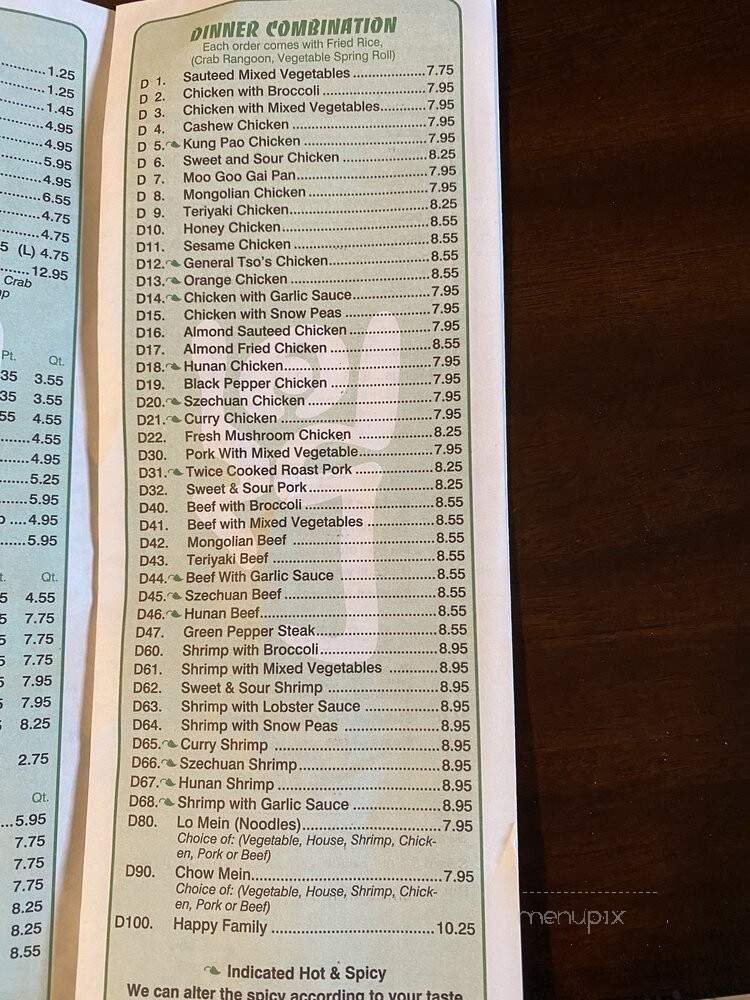 1.25
1.25
1.45
4.95
4.95
5.95
4.95
6.55
4.75
4.75
5 (L) 4.75
12.95
Crab
Pt. Qt.
35 3.55
35 3.55
55 4.55
4.55
4.95
5.25
5.95
4.95
5.95
Qt.
5 4.55
5 7.75
5 7.75
5 7.75
5 7.95
5 7.95
8.25
2.75
Qt.
5.95
7.75
7.75
7.75
8.25
8.25
8.55
DINNER COMBINATION
Each order comes with Fried Rice,
(Crab Rangoon, Vegetable Spring Roll)
D 1. Sauteed Mixed Vegetables ..................7.75
D 2. Chicken with Broccoli ..........................7.95
D 3. Chicken with Mixed Vegetables...........7.95
D 4. Cashew Chicken .................................7.95
D 5. Kung Pao Chicken ..............................7.95
D 6. Sweet and Sour Chicken ....................8.25
D 7. Moo Goo Gai Pan................................7.95
D 8. Mongolian Chicken .............................7.95
D 9. Teriyaki Chicken..................................8.25
D10. Honey Chicken....................................8.55
D11. Sesame Chicken .................................8.55
D12. General Tso's Chicken.........................8.55
D13. Orange Chicken ..................................8.55
D14. Chicken with Garlic Sauce...................7.95
D15. Chicken with Snow Peas .....................7.95
D16. Almond Sauteed Chicken ....................7.95
D17. Almond Fried Chicken .........................8.55
D18. Hunan Chicken....................................7.95
D19. Black Pepper Chicken .........................7.95
D20. Szechuan Chicken ..............................7.95
D21. Curry Chicken .....................................7.95
D22. Fresh Mushroom Chicken ..................8.25
D30. Pork With Mixed Vegetable..................7.95
D31. Twice Cooked Roast Pork ...................8.25
D32. Sweet & Sour Pork..............................8.25
D40. Beef with Broccoli ...............................8.55
D41. Beef with Mixed Vegetables ................8.55
D42. Mongolian Beef ..................................8.55
D43. Teriyaki Beef .......................................8.55
D44. Beef With Garlic Sauce .......................8.55
D45. Szechuan Beef ....................................8.55
D46. Hunan Beef.........................................8.55
D47. Green Pepper Steak............................8.55
D60. Shrimp with Broccoli............................8.95
D61. Shrimp with Mixed Vegetables ............8.95
D62. Sweet & Sour Shrimp ..........................8.95
D63. Shrimp with Lobster Sauce .................8.95
D64. Shrimp with Snow Peas ......................8.95
D65. Curry Shrimp .......................................8.95
D66. Szechuan Shrimp.................................8.95
D67. Hunan Shrimp ......................................8.95
D68. Shrimp with Garlic Sauce ....................8.95
D80. Lo Mein (Noodles)................................7.95
Choice of: (Vegetable, House, Shrimp, Chick-
en, Pork or Beef)
D90. Chow Mein...........................................7.95
Choice of: (Vegetable, House, Shrimp, Chick-
en, Pork or Beef)
D100. Happy Family .....................................10.25
Indicated Hot & Spicy
We can alter the spicy according to your taste
menupix